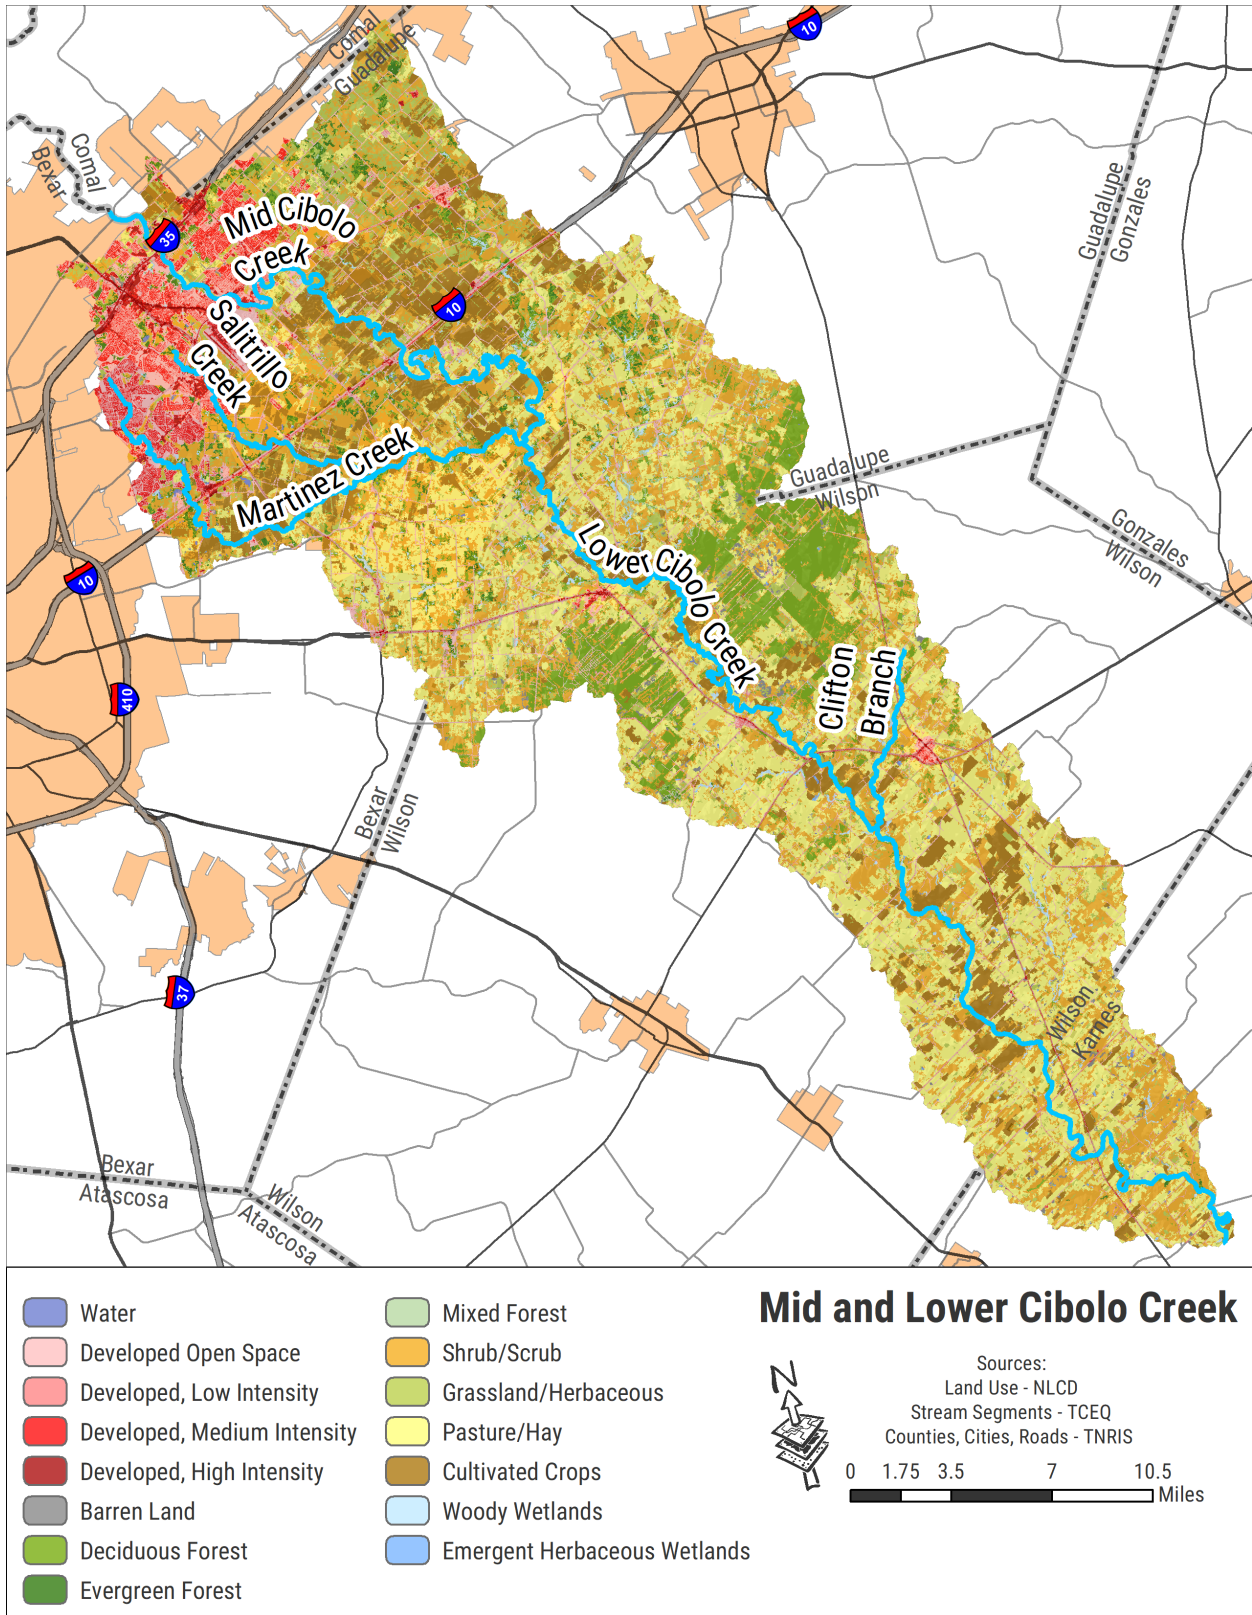 Comal
Guadalupe
10
Comal
Bexar
35
Mid Cibolo
Creek
Guadalupe
Gonzales
10
Salitrillo
Creek
Martinez Creek
Guadalupe
Wilson
Gonzales
Wilson
Lower Cibolo Creek
10
Clifton
Branch
410
Bexar
Wilson
37
Wilson
Karnes
Bexar
Atascosa
Wilson
Atascosa
Water
Developed Open Space
Developed, Low Intensity
Developed, Medium Intensity
Developed, High Intensity
Barren Land
Deciduous Forest
Evergreen Forest
Mixed Forest
Shrub/Scrub
Grassland/Herbaceous
Pasture/Hay
Cultivated Crops
Woody Wetlands
Emergent Herbaceous Wetlands
Mid and Lower Cibolo Creek
N
Sources:
Land Use - NLCD
Stream Segments - TCEQ
Counties, Cities, Roads - TNRIS
0 1.75 3.5 7 10.5
Miles